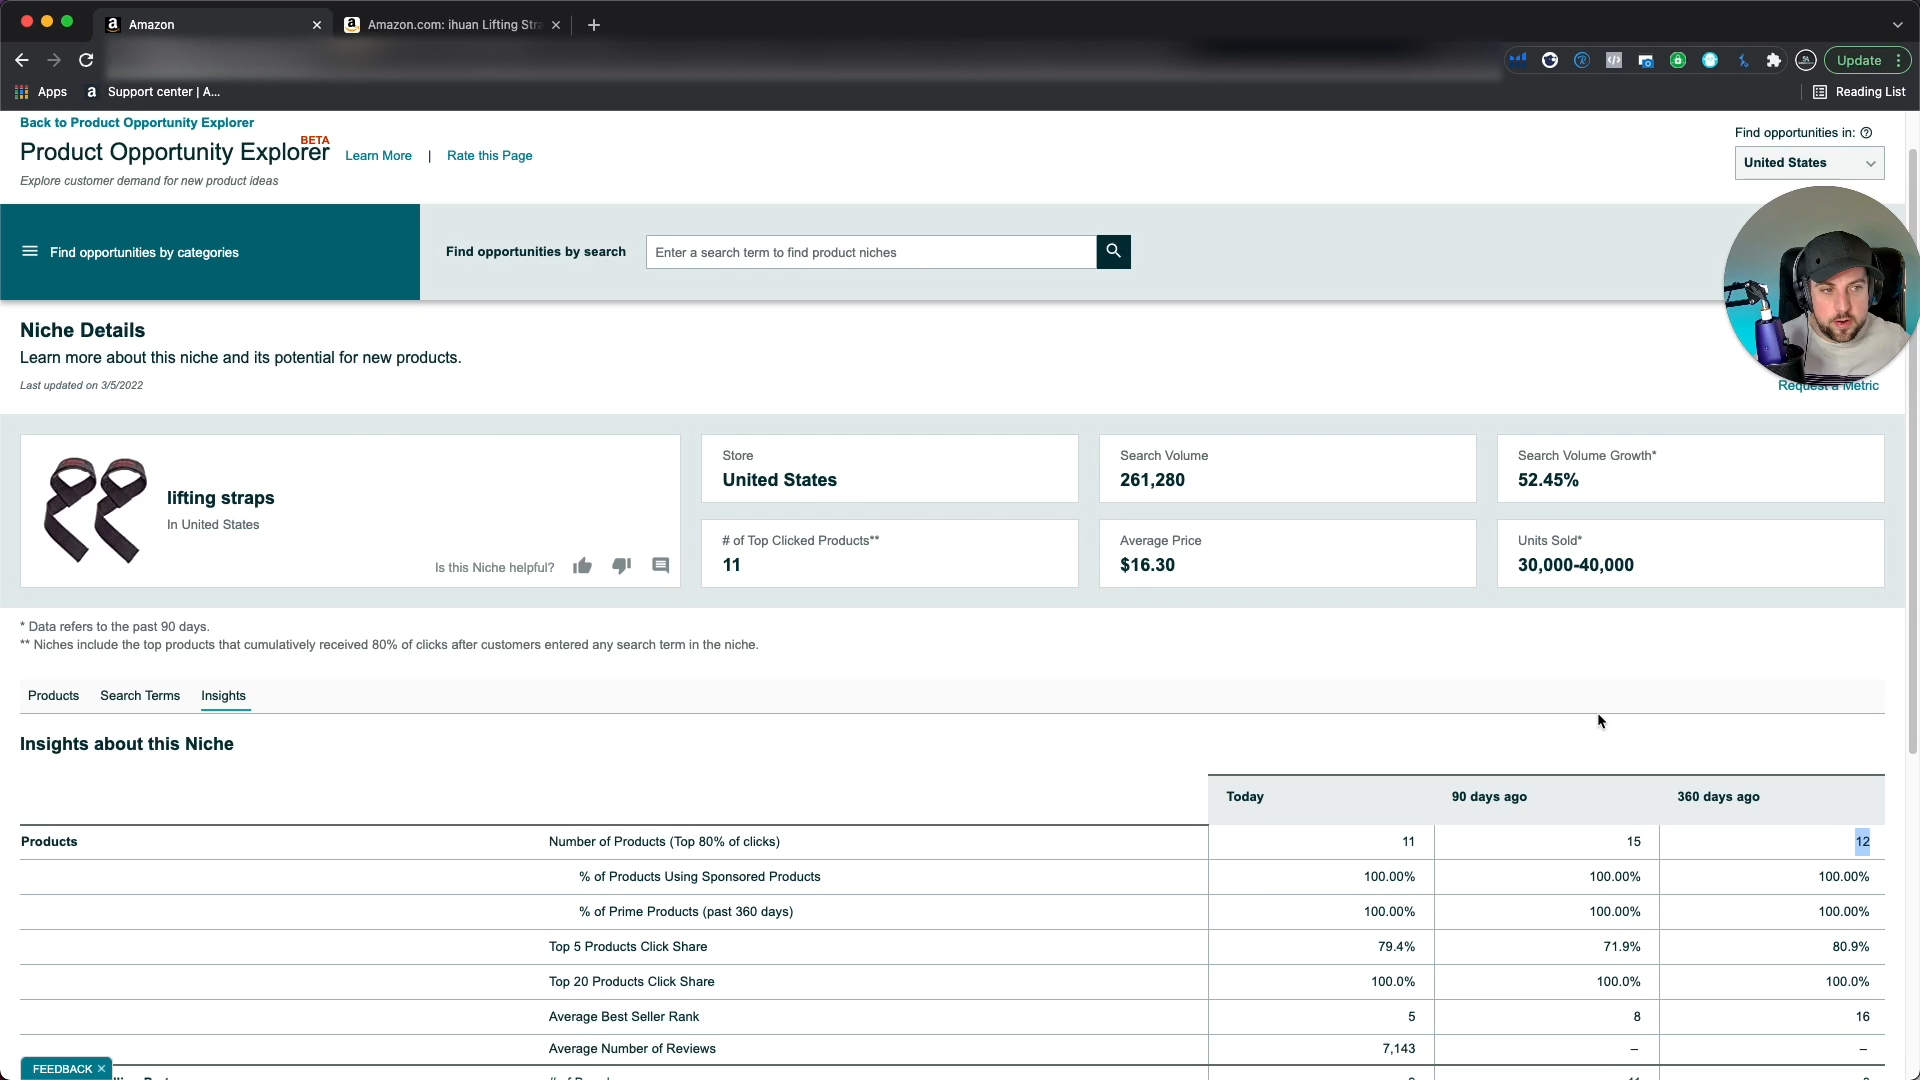 Amazon
Amazon.com: ihuan Lifting Stra
Update
Apps
Support center | A...
Reading List
Back to Product Opportunity Explorer
Product Opportunity Explorer
BETA
Learn More | Rate this Page
Explore customer demand for new product ideas
Find opportunities in:
United States
Find opportunities by categories
Find opportunities by search
Enter a search term to find product niches
Niche Details
Learn more about this niche and its potential for new products.
Last updated on 3/5/2022
Request a Metric
lifting straps
In United States
Is this Niche helpful?
Store
United States
Search Volume
261,280
Search Volume Growth*
52.45%
# of Top Clicked Products**
11
Average Price
$16.30
Units Sold*
30,000-40,000
* Data refers to the past 90 days.
** Niches include the top products that cumulatively received 80% of clicks after customers entered any search term in the niche.
Products Search Terms Insights
Insights about this Niche
Today 90 days ago 360 days ago
Products Number of Products (Top 80% of clicks) 11 15 12
% of Products Using Sponsored Products 100.00% 100.00% 100.00%
% of Prime Products (past 360 days) 100.00% 100.00% 100.00%
Top 5 Products Click Share 79.4% 71.9% 80.9%
Top 20 Products Click Share 100.0% 100.0% 100.0%
Average Best Seller Rank 5 8 16
Average Number of Reviews 7,143 – –
FEEDBACK